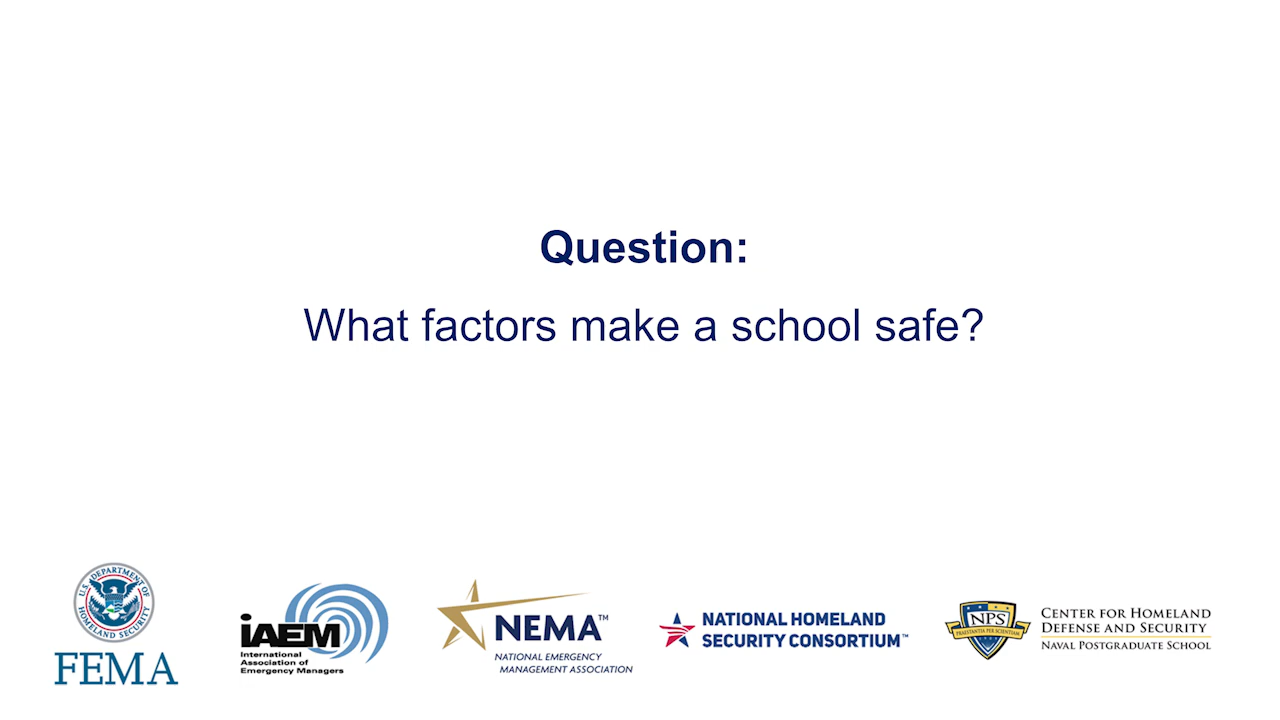 Question:
What factors make a school safe?
U.S. DEPARTMENT OF
HOMELAND SECURITY
FEMA
iAEM
International
Association of
Emergency Managers
NEMA™
NATIONAL EMERGENCY
MANAGEMENT ASSOCIATION
NATIONAL HOMELAND
SECURITY CONSORTIUM™
NPS
PRAESTANTIA PER SCIENTIAM
CENTER FOR HOMELAND
DEFENSE AND SECURITY
NAVAL POSTGRADUATE SCHOOL